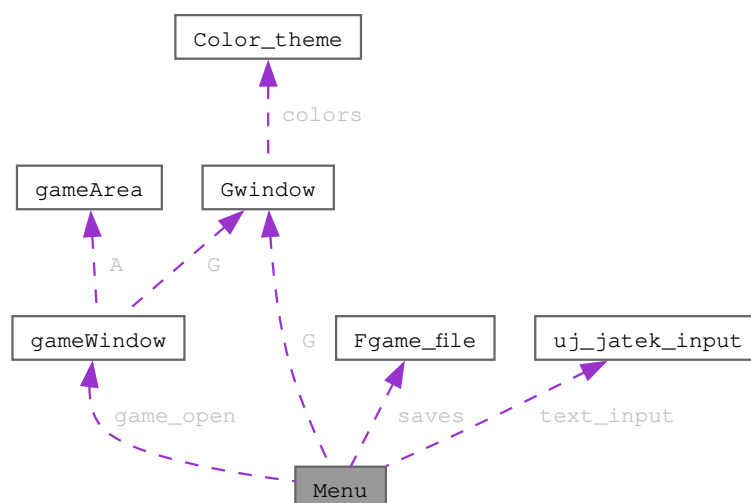 Color_theme
colors
gameArea
Gwindow
A
G
gameWindow
G
Fgame_file
uj_jatek_input
game_open
saves
text_input
Menu